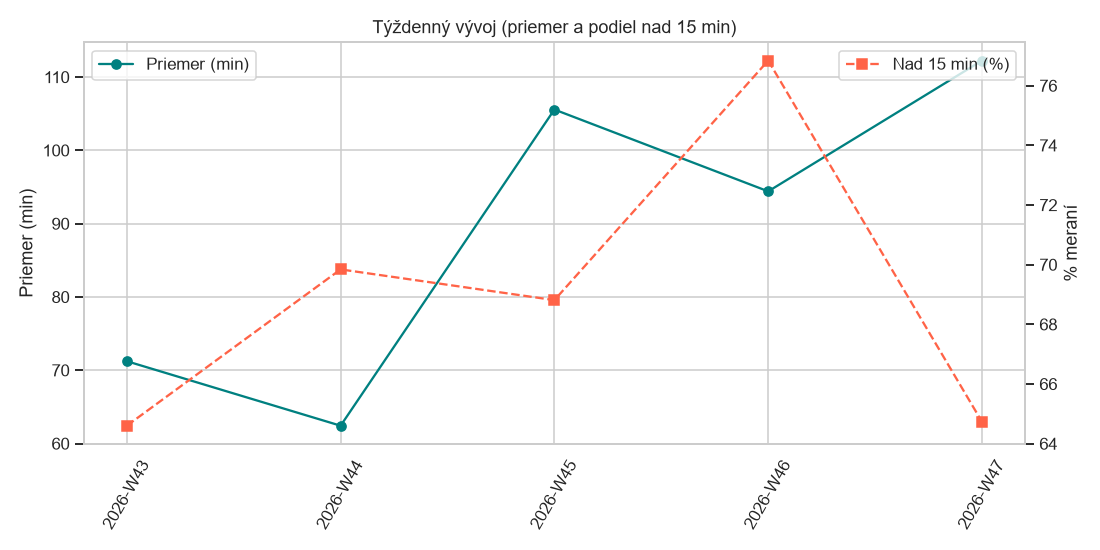 Týždenný vývoj (priemer a podiel nad 15 min)
Priemer (min)
Nad 15 min (%)
Priemer (min)
110
100
90
80
70
60
76
74
72
70
68
66
64
% meraní
2026-W43
2026-W44
2026-W45
2026-W46
2026-W47